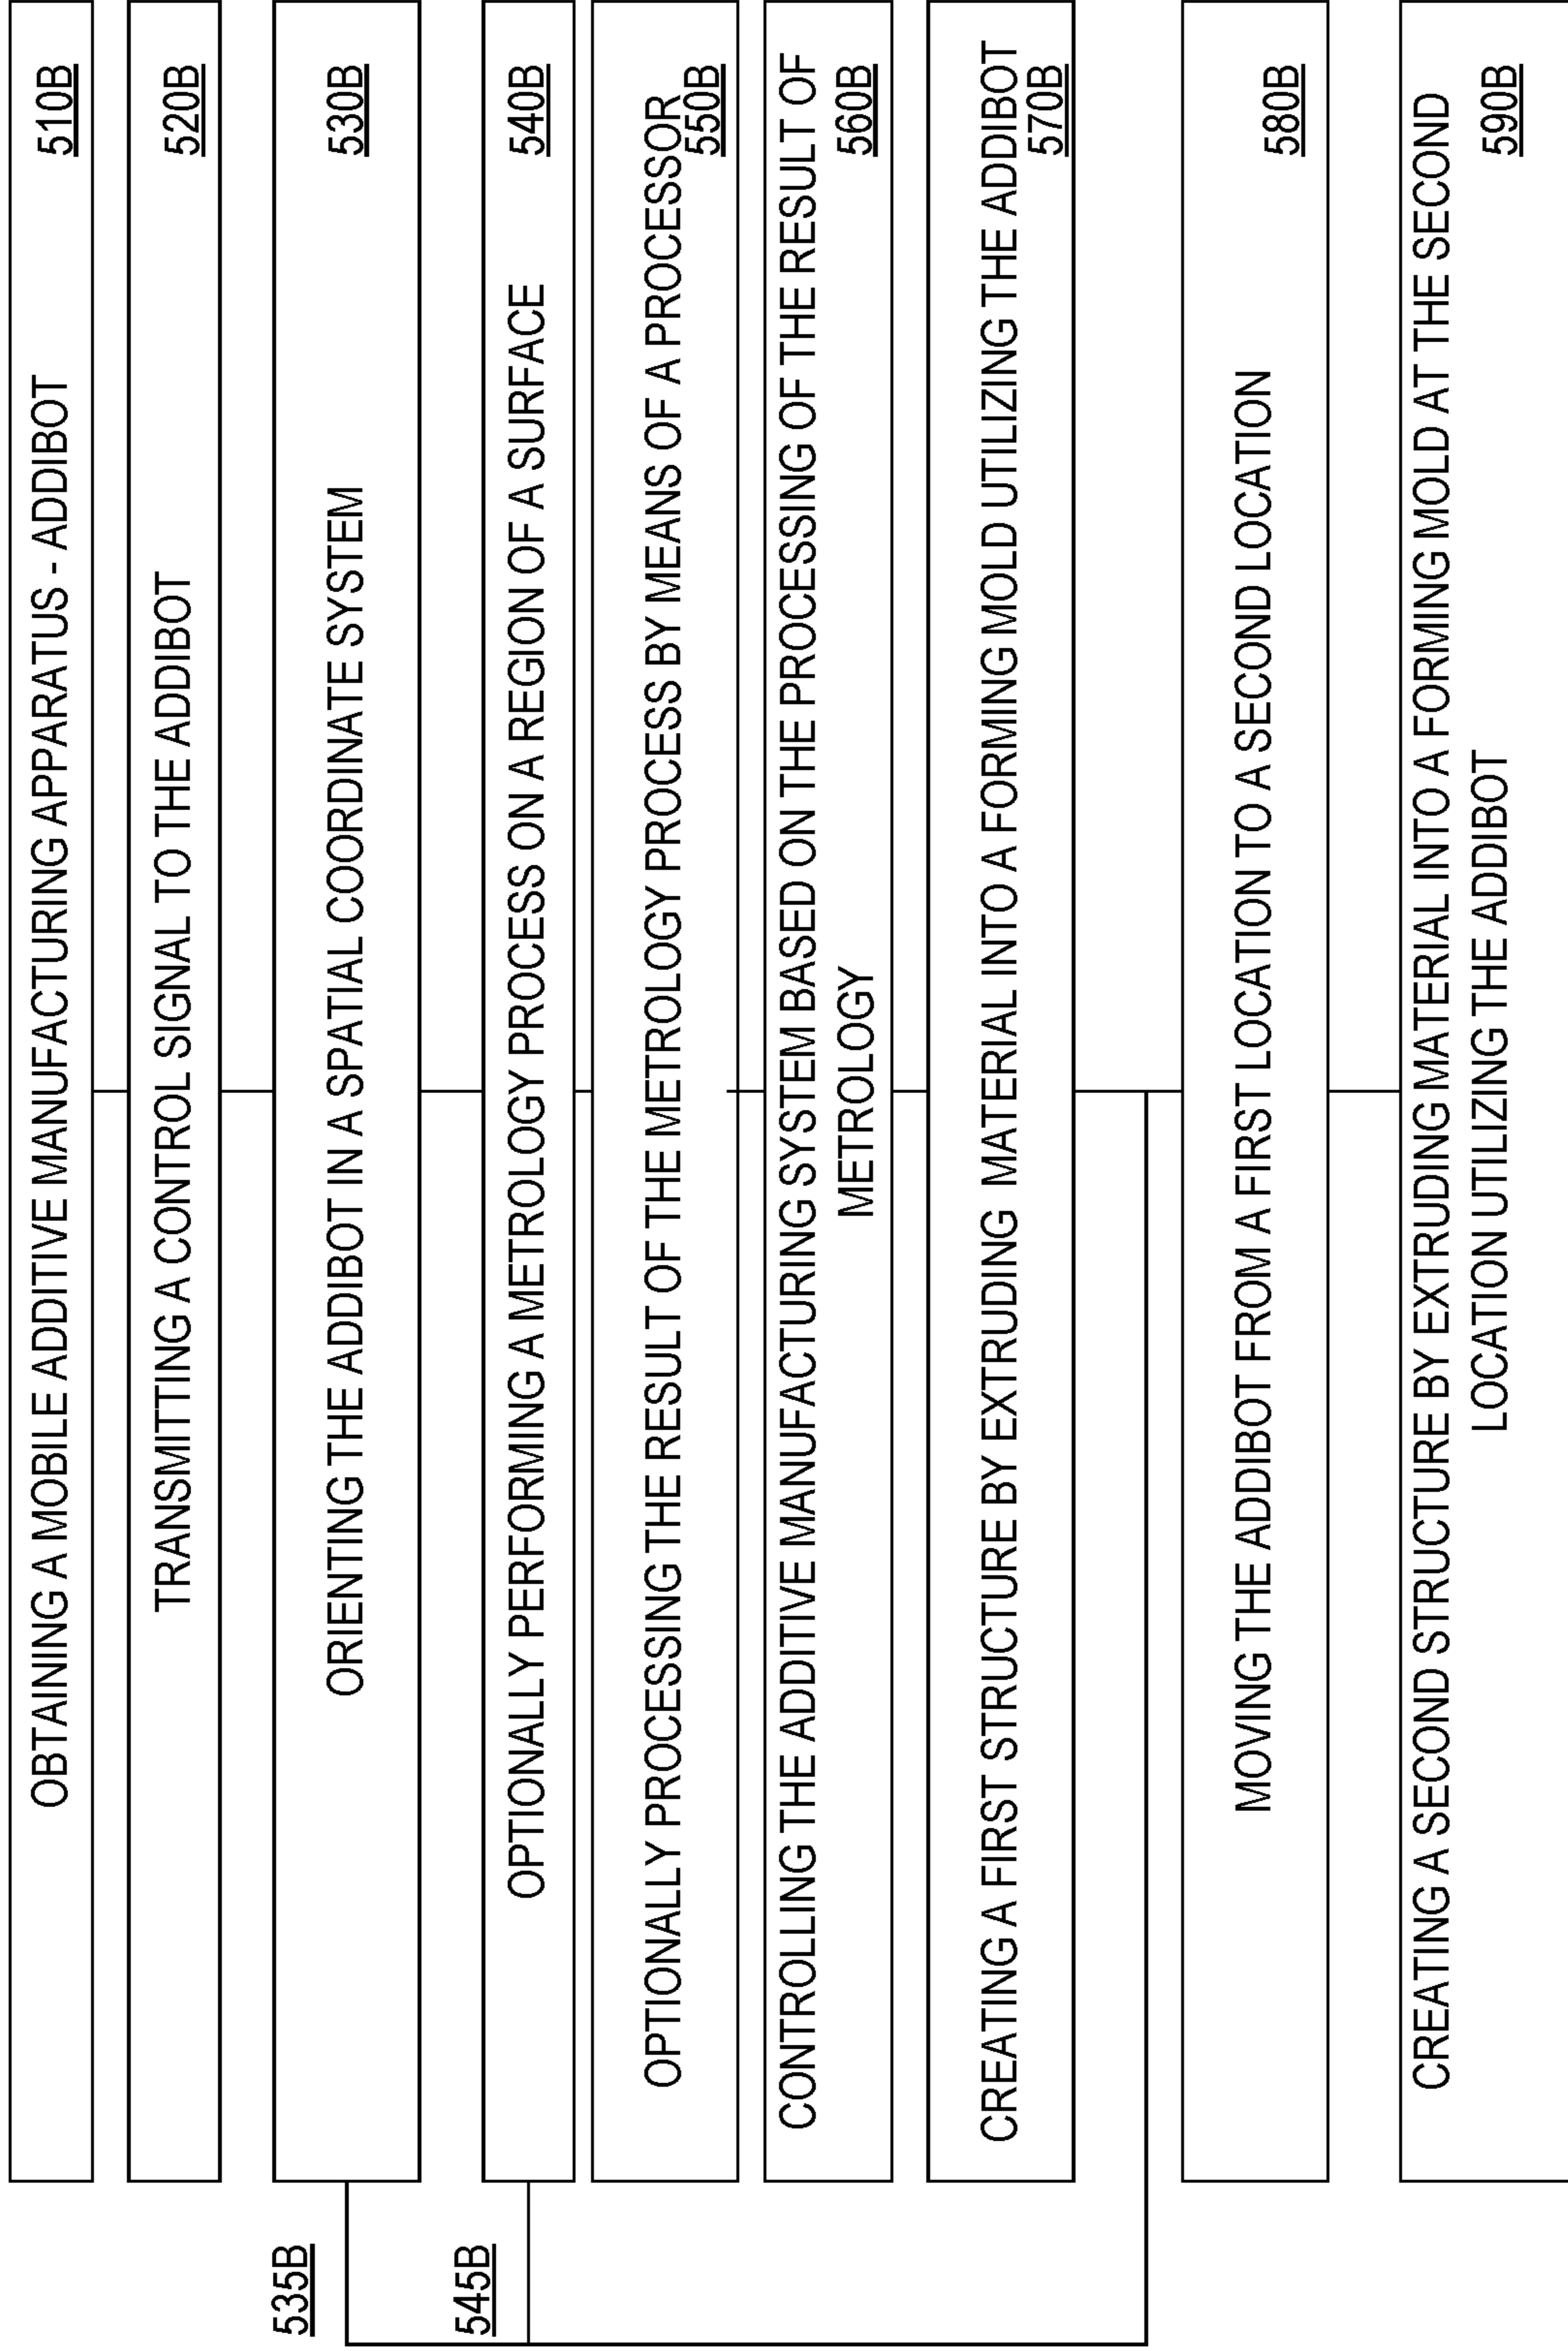 OBTAINING A MOBILE ADDITIVE MANUFACTURING APPARATUS - ADDIBOT
510B
TRANSMITTING A CONTROL SIGNAL TO THE ADDIBOT
520B
535B
ORIENTING THE ADDIBOT IN A SPATIAL COORDINATE SYSTEM
530B
545B
OPTIONALLY PERFORMING A METROLOGY PROCESS ON A REGION OF A SURFACE
540B
OPTIONALLY PROCESSING THE RESULT OF THE METROLOGY PROCESS BY MEANS OF A PROCESSOR
550B
CONTROLLING THE ADDITIVE MANUFACTURING SYSTEM BASED ON THE PROCESSING OF THE RESULT OF
METROLOGY
560B
CREATING A FIRST STRUCTURE BY EXTRUDING MATERIAL INTO A FORMING MOLD UTILIZING THE ADDIBOT
570B
MOVING THE ADDIBOT FROM A FIRST LOCATION TO A SECOND LOCATION
580B
CREATING A SECOND STRUCTURE BY EXTRUDING MATERIAL INTO A FORMING MOLD AT THE SECOND
LOCATION UTILIZING THE ADDIBOT
590B